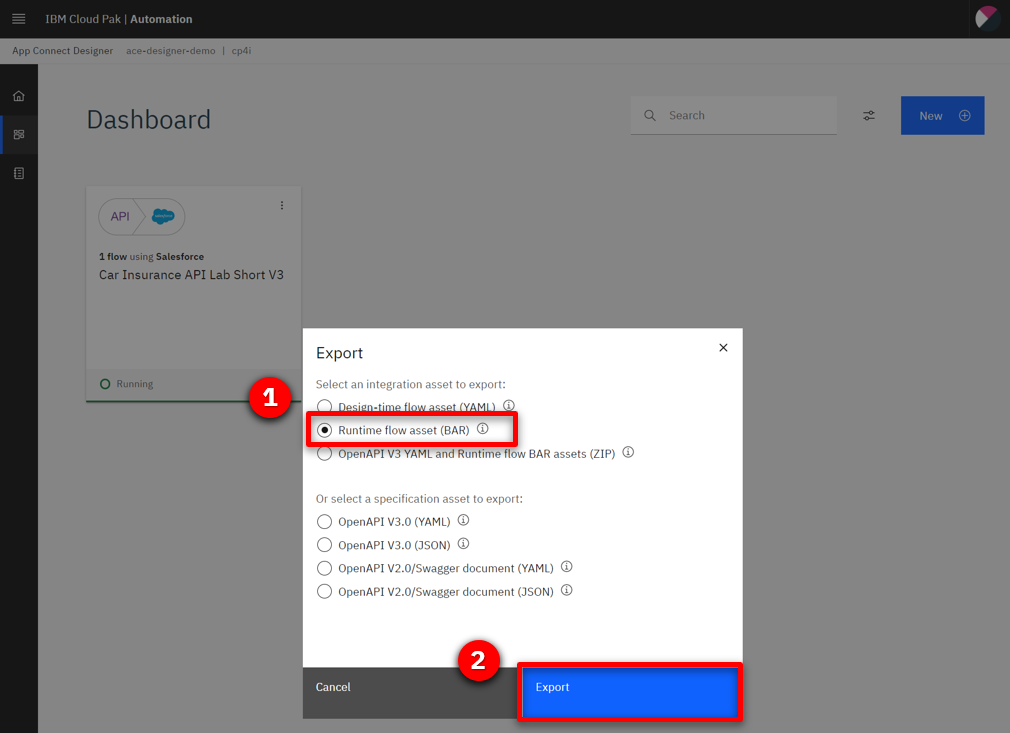 IBM Cloud Pak | Automation
App Connect Designer ace-designer-demo | cp4i
Dashboard
Search
New
API
salesforce
1 flow using Salesforce
Car Insurance API Lab Short V3
Running
Export
Select an integration asset to export:
Design-time flow asset (YAML)
1
Runtime flow asset (BAR)
OpenAPI V3 YAML and Runtime flow BAR assets (ZIP)
Or select a specification asset to export:
OpenAPI V3.0 (YAML)
OpenAPI V3.0 (JSON)
OpenAPI V2.0/Swagger document (YAML)
OpenAPI V2.0/Swagger document (JSON)
2
Cancel
Export